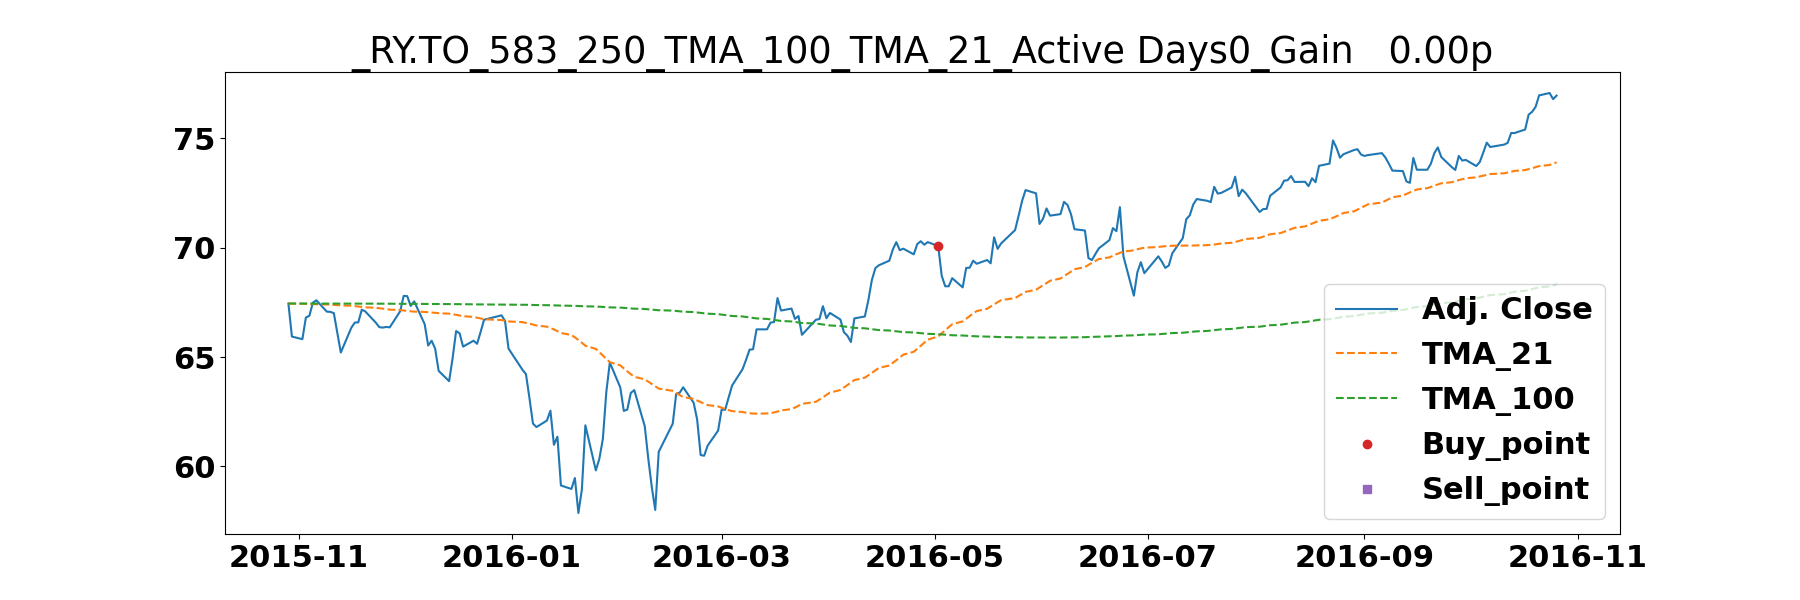 _RY.TO_583_250_TMA_100_TMA_21_Active Days0_Gain   0.00p
75
70
65
60
Adj. Close
TMA_21
TMA_100
Buy_point
Sell_point
2015-11 2016-01 2016-03 2016-05 2016-07 2016-09 2016-11